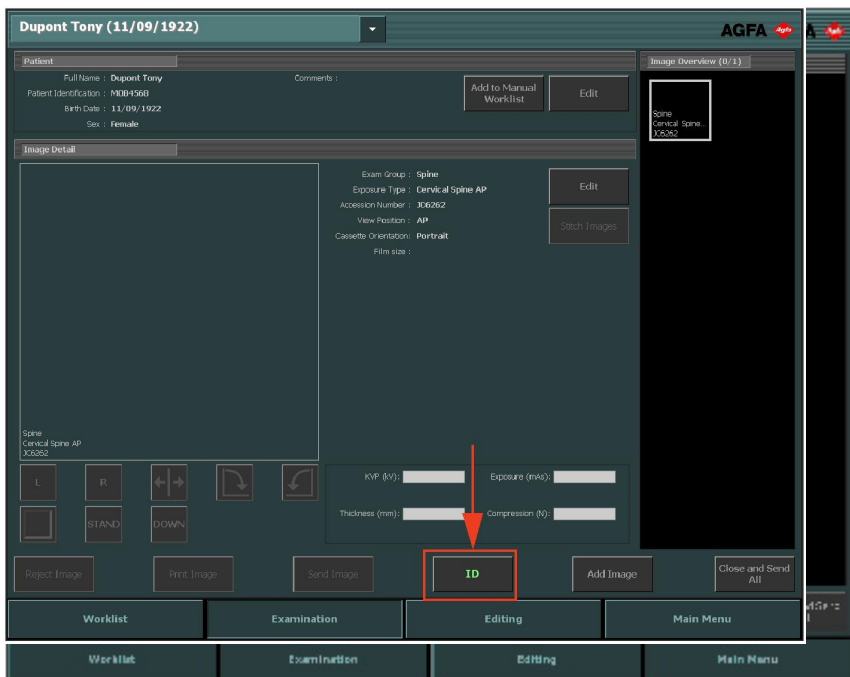 Dupont Tony (11/09/1922)
AGFA
Patient
Full Name : Dupont Tony
Patient Identification : MOB4568
Birth Date : 11/09/1922
Sex : Female
Comments :
Add to Manual
Worklist
Edit
Image Overview (0/1)
Spine
Cervical Spine...
JC6262
Image Detail
Exam Group : Spine
Exposure Type : Cervical Spine AP
Accession Number : JC6262
View Position : AP
Cassette Orientation: Portrait
Film size :
Edit
Stitch Images
Spine
Cervical Spine AP
JC6262
L
R
STAND
DOWN
KVP (kV):
Exposure (mAs):
Thickness (mm):
Compression (N):
Reject Image
Print Image
Send Image
ID
Add Image
Close and Send
All
Worklist
Examination
Editing
Main Menu
Worklist
Examination
Editing
Main Menu